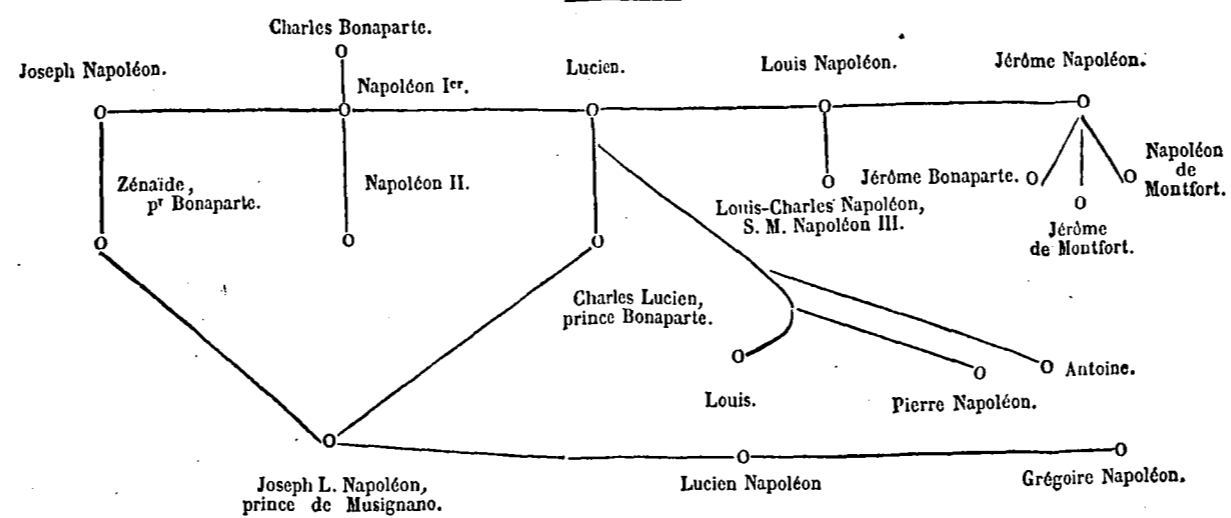 Charles Bonaparte.
Joseph Napoléon.
Napoléon Ier.
Lucien.
Louis Napoléon.
Jérôme Napoléon.
Zénaïde,
pr Bonaparte.
Napoléon II.
Louis-Charles Napoléon,
S. M. Napoléon III.
Jérôme Bonaparte.
Jérôme
de Montfort.
Napoléon
de
Montfort.
Charles Lucien,
prince Bonaparte.
Louis.
Pierre Napoléon.
Antoine.
Joseph L. Napoléon,
prince de Musignano.
Lucien Napoléon
Grégoire Napoléon.